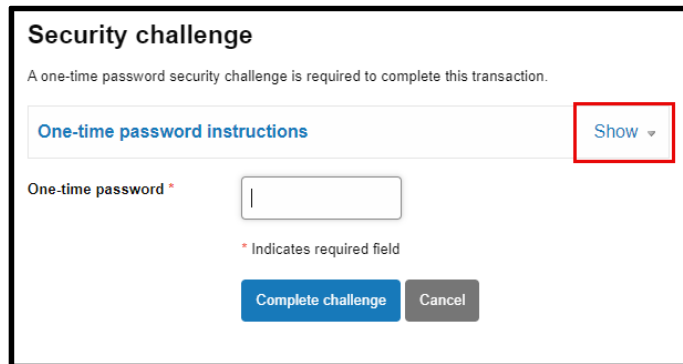 Security challenge
A one-time password security challenge is required to complete this transaction.
One-time password instructions Show
One-time password *
* Indicates required field
Complete challenge Cancel